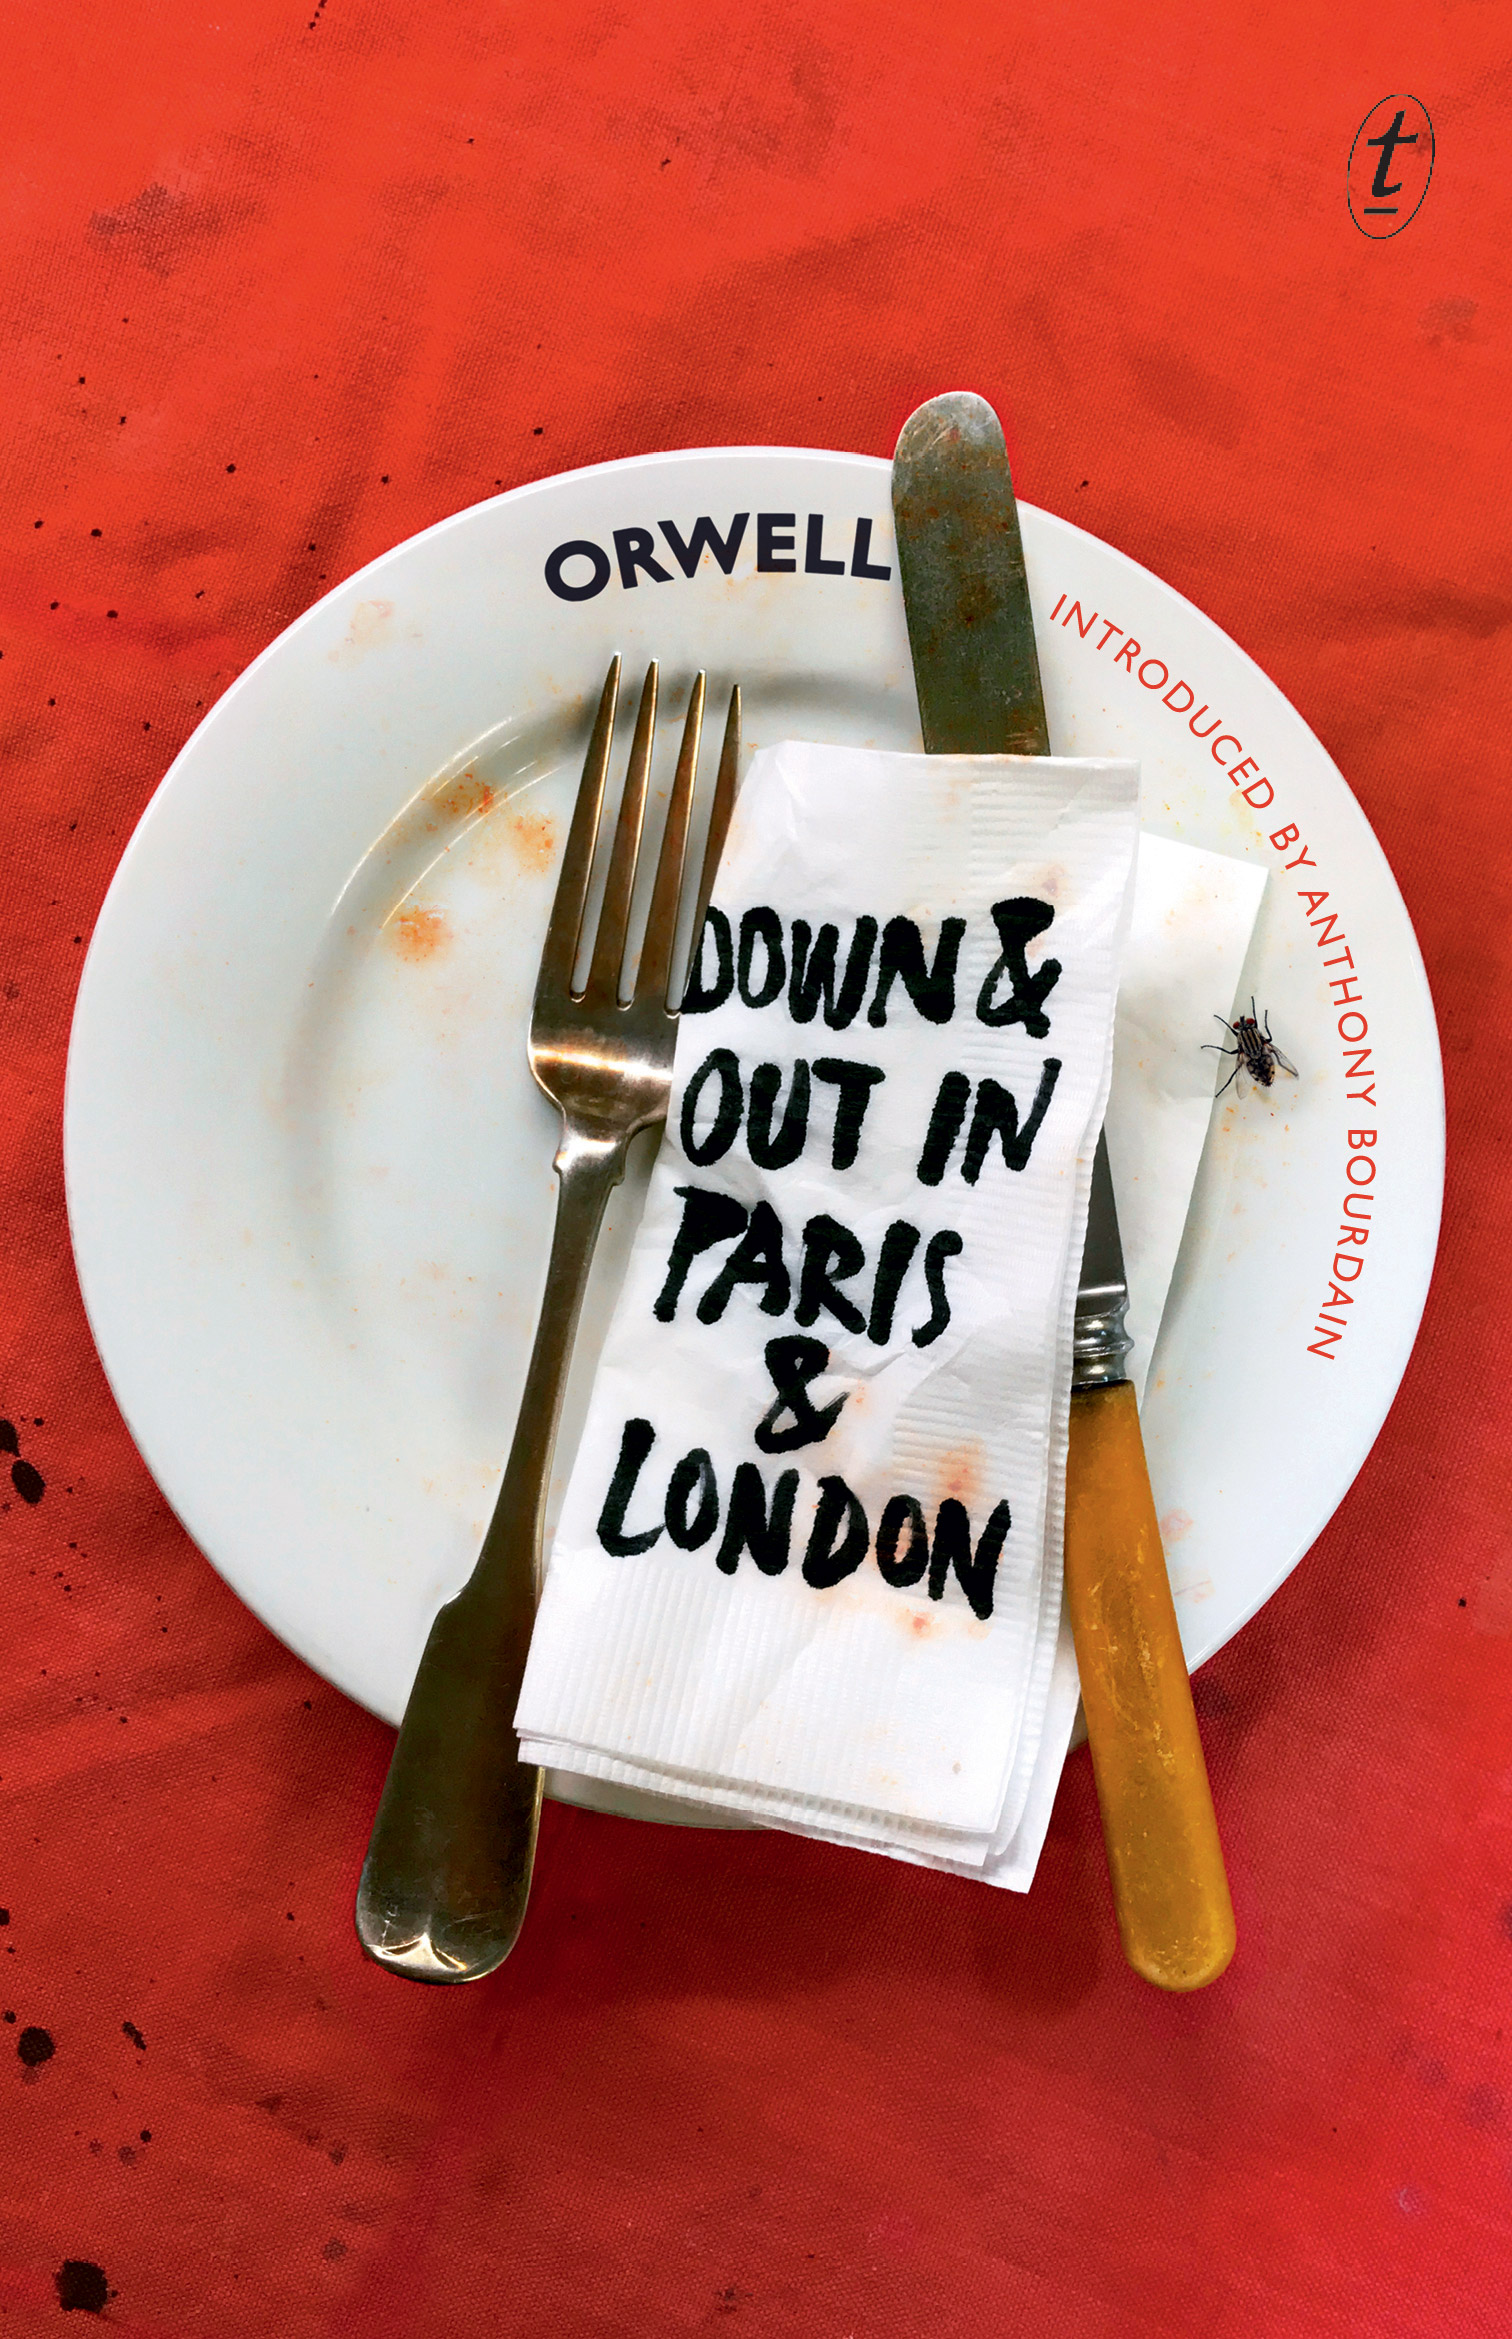 t
ORWELL
INTRODUCED BY ANTHONY BOURDAIN
DOWN &
OUT IN
PARIS
&
LONDON